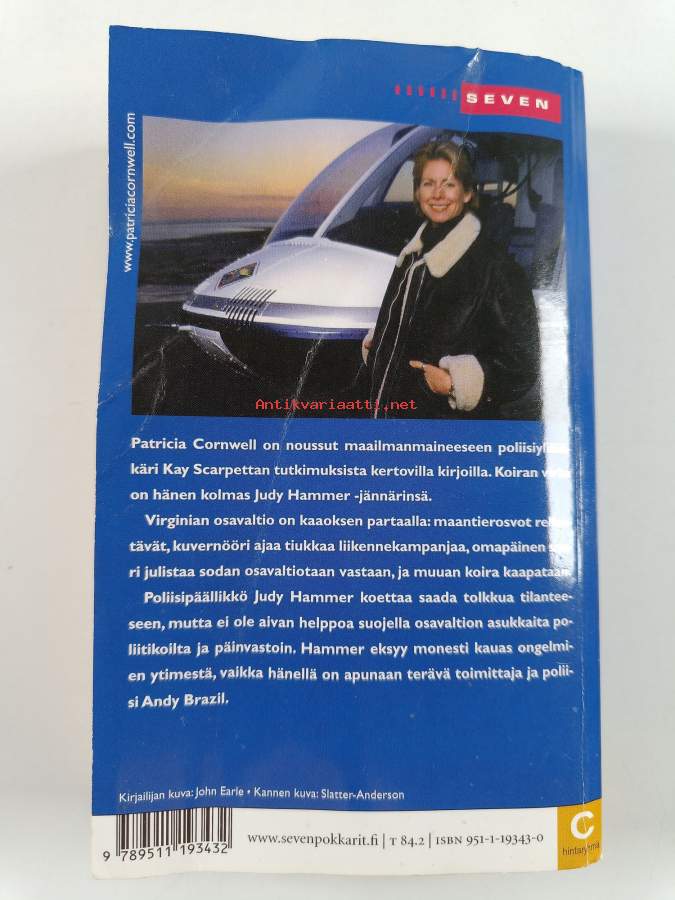 SEVEN
www.patriciacornwell.com
Antikvariaatti.net
Patricia Cornwell on noussut maailmanmaineeseen
käri Kay Scarpettan tutkimuksista kertovilla kirjoilla. Koiran
on hänen kolmas Judy Hammer -jännärinsä.
Virginian osavaltio on kaaoksen partaalla: maantierosvot
tävät, kuvernööri ajaa tiukkaa liikennekampanjaa, omapäinen
ri julistaa sodan osavaltiotaan vastaan, ja muuan koira kaapataan.
Poliisipäällikkö Judy Hammer koettaa saada tolkkua tilantee-
seen, mutta ei ole aivan helppoa suojella osavaltion asukkaita po-
liitikoilta ja päinvastoin. Hammer eksyy monesti kauas ongelmi-
en ytimestä, vaikka hänellä on apunaan terävä toimittaja ja polii-
si Andy Brazil.
Kirjailijan kuva: John Earle • Kannen kuva: Slatter-Anderson
www.sevenpokkarit.fi | T 84.2 | ISBN 951-1-19343-0
C
hintaryhmä
9 789511 193432